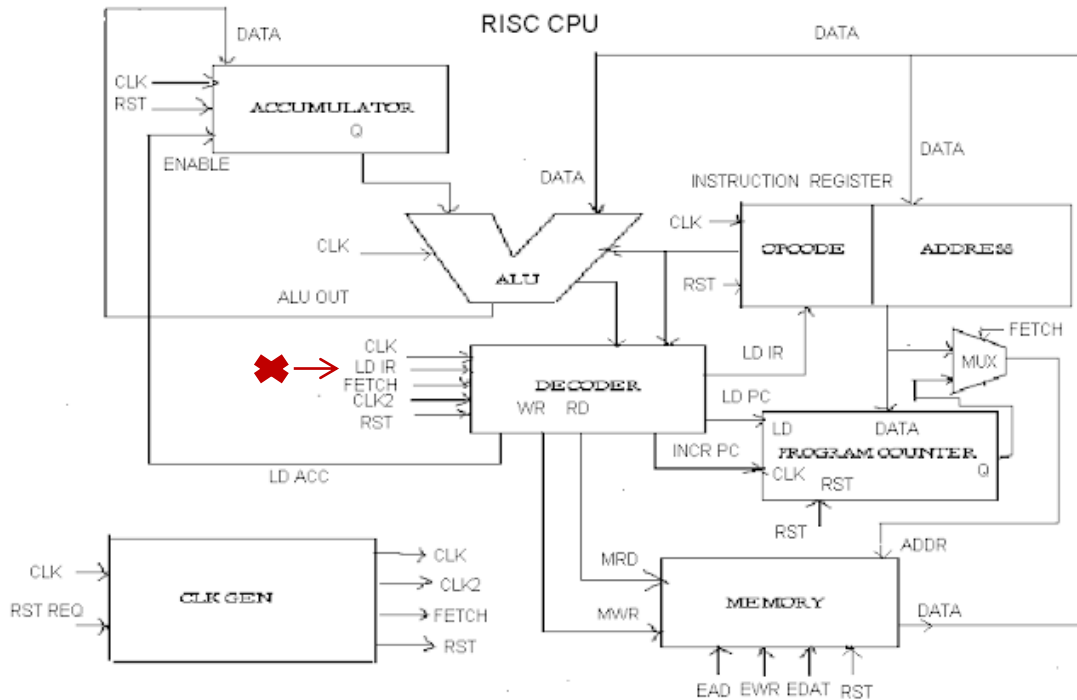 RISC CPU
DATA
DATA
CLK
RST
ACCUMULATOR
Q
ENABLE
DATA
DATA
INSTRUCTION REGISTER
CLK
OPCODE
ADDRESS
RST
CLK
ALU
ALU OUT
FETCH
MUX
CLK
LD IR
FETCH
CLK2
RST
DECODER
WR RD
LD IR
LD PC
LD DATA
PROGRAM COUNTER
INCR PC
CLK
Q
RST
RST
LD ACC
ADDR
CLK
RST REQ
CLK GEN
CLK
CLK2
FETCH
RST
MRD
MWR
MEMORY
DATA
EAD EWR EDAT RST